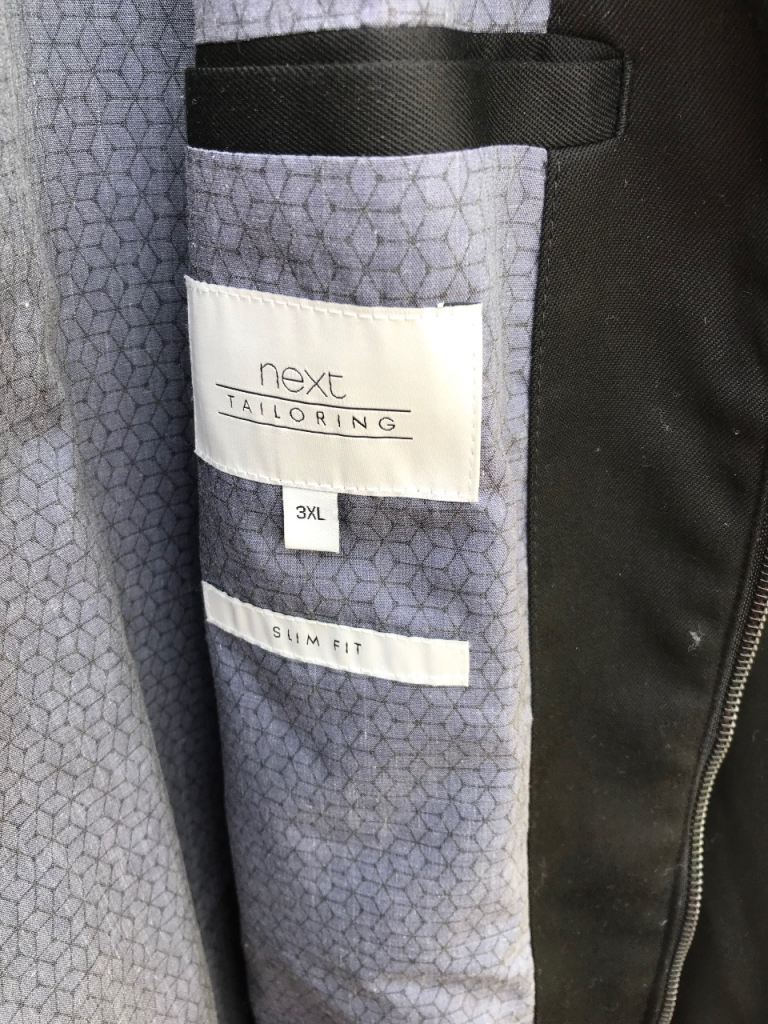 next
TAILORING
3XL
SLIM FIT